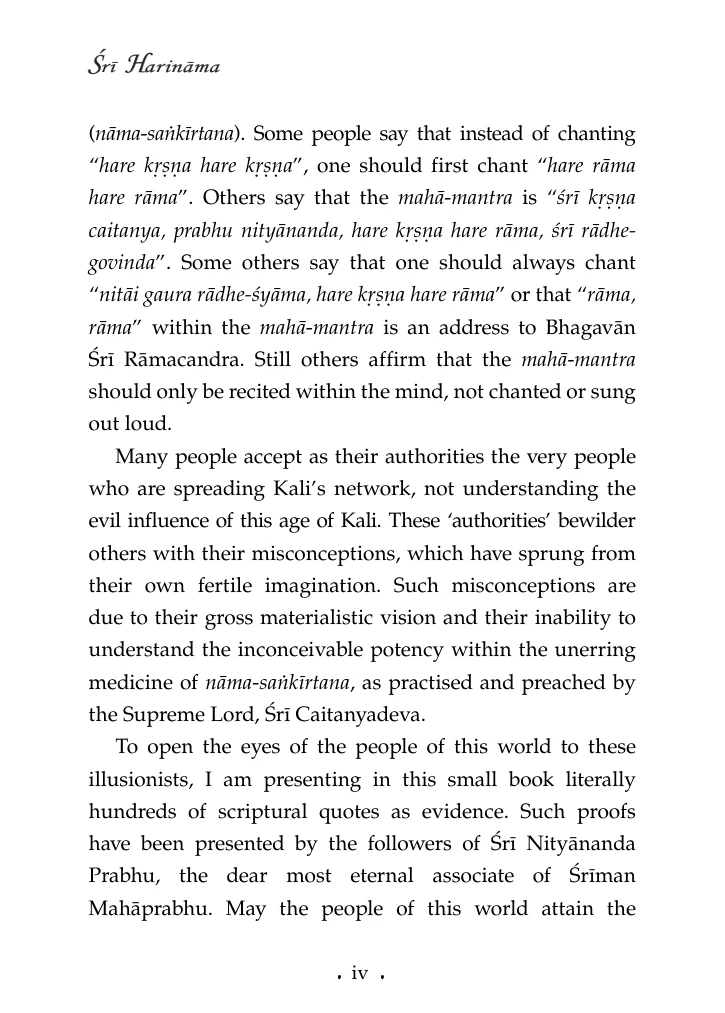 Śrī Harināma
(nāma-saṅkīrtana). Some people say that instead of chanting
“hare kṛṣṇa hare kṛṣṇa”, one should first chant “hare rāma
hare rāma”. Others say that the mahā-mantra is “śrī kṛṣṇa
caitanya, prabhu nityānanda, hare kṛṣṇa hare rāma, śrī rādhe-
govinda”. Some others say that one should always chant
“nitāi gaura rādhe-śyāma, hare kṛṣṇa hare rāma” or that “rāma,
rāma” within the mahā-mantra is an address to Bhagavān
Śrī Rāmacandra. Still others affirm that the mahā-mantra
should only be recited within the mind, not chanted or sung
out loud.
Many people accept as their authorities the very people
who are spreading Kali’s network, not understanding the
evil influence of this age of Kali. These ‘authorities’ bewilder
others with their misconceptions, which have sprung from
their own fertile imagination. Such misconceptions are
due to their gross materialistic vision and their inability to
understand the inconceivable potency within the unerring
medicine of nāma-saṅkīrtana, as practised and preached by
the Supreme Lord, Śrī Caitanyadeva.
To open the eyes of the people of this world to these
illusionists, I am presenting in this small book literally
hundreds of scriptural quotes as evidence. Such proofs
have been presented by the followers of Śrī Nityānanda
Prabhu, the dear most eternal associate of Śrīman
Mahāprabhu. May the people of this world attain the
. iv .